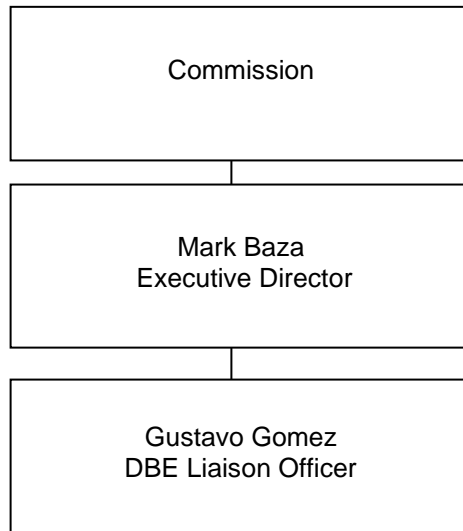 Commission
Mark Baza
Executive Director
Gustavo Gomez
DBE Liaison Officer